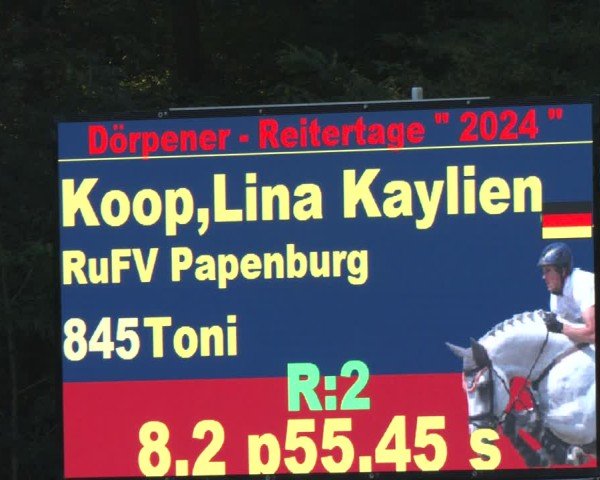 Dörpener - Reitertage " 2024 "
Koop,Lina Kaylien
RuFV Papenburg
845Toni
R:2
8.2 p55.45 s